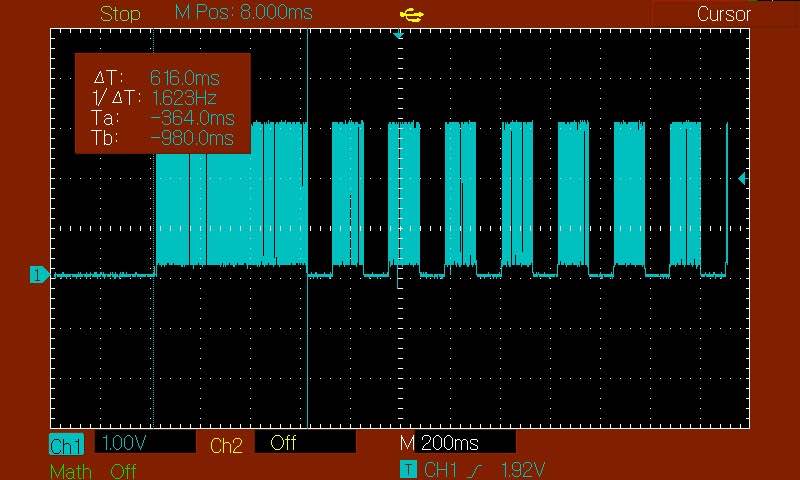 Stop M Pos: 8.000ms Cursor
ΔT: 616.0ms
1/ΔT: 1.623Hz
Ta: -364.0ms
Tb: -980.0ms
1
Ch1 1.00V Ch2 Off M 200ms
Math Off T CH1 1.92V